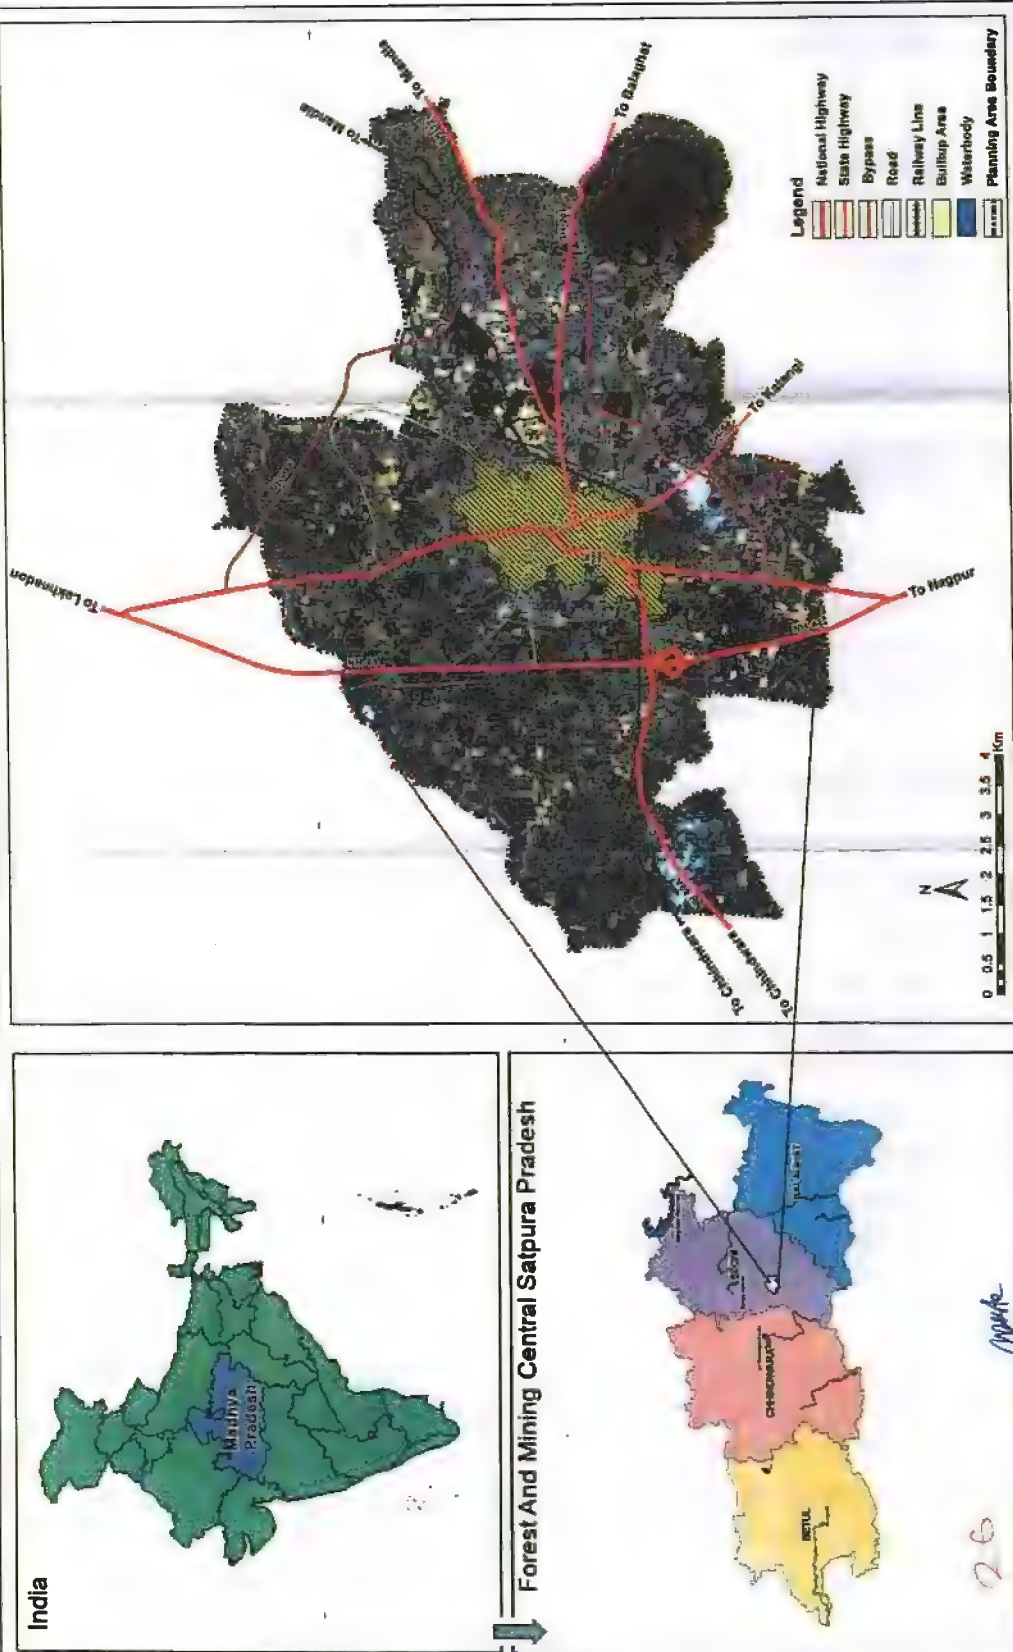 India
Madhya
Pradesh
Forest And Mining Central Satpura Pradesh
BETUL
CHHINDWARA
SEONI
BALAGHAT
To Lakhnadon
To Mandla
To Mandla
To Balaghat
To Katangi
To Nagpur
To Chhindwara
To Chhindwara
N
0 0.5 1 1.5 2 2.5 3 3.5 4
Km
Legend
National Highway
State Highway
Bypass
Road
Railway Line
Builtup Area
Waterbody
Planning Area Boundary
26